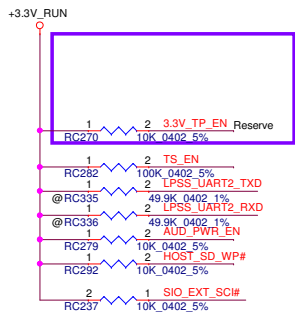 +3.3V_RUN
1 2 3.3V_TP_EN Reserve
RC270 10K_0402_5%
1 2 TS_EN
RC282 100K_0402_5%
1 2 LPSS_UART2_TXD
@RC335 49.9K_0402_1%
1 2 LPSS_UART2_RXD
@RC336 49.9K_0402_1%
1 2 AUD_PWR_EN
RC279 10K_0402_5%
1 2 HOST_SD_WP#
RC292 10K_0402_5%
2 1 SIO_EXT_SCI#
RC237 10K_0402_5%